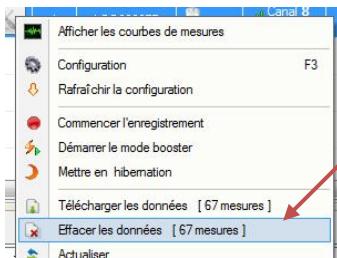 Canal 8
Afficher les courbes de mesures
Configuration F3
Rafraîchir la configuration
Commencer l'enregistrement
Démarrer le mode booster
Mettre en hibernation
Télécharger les données [ 67 mesures ]
Effacer les données [ 67 mesures ]
Actualiser